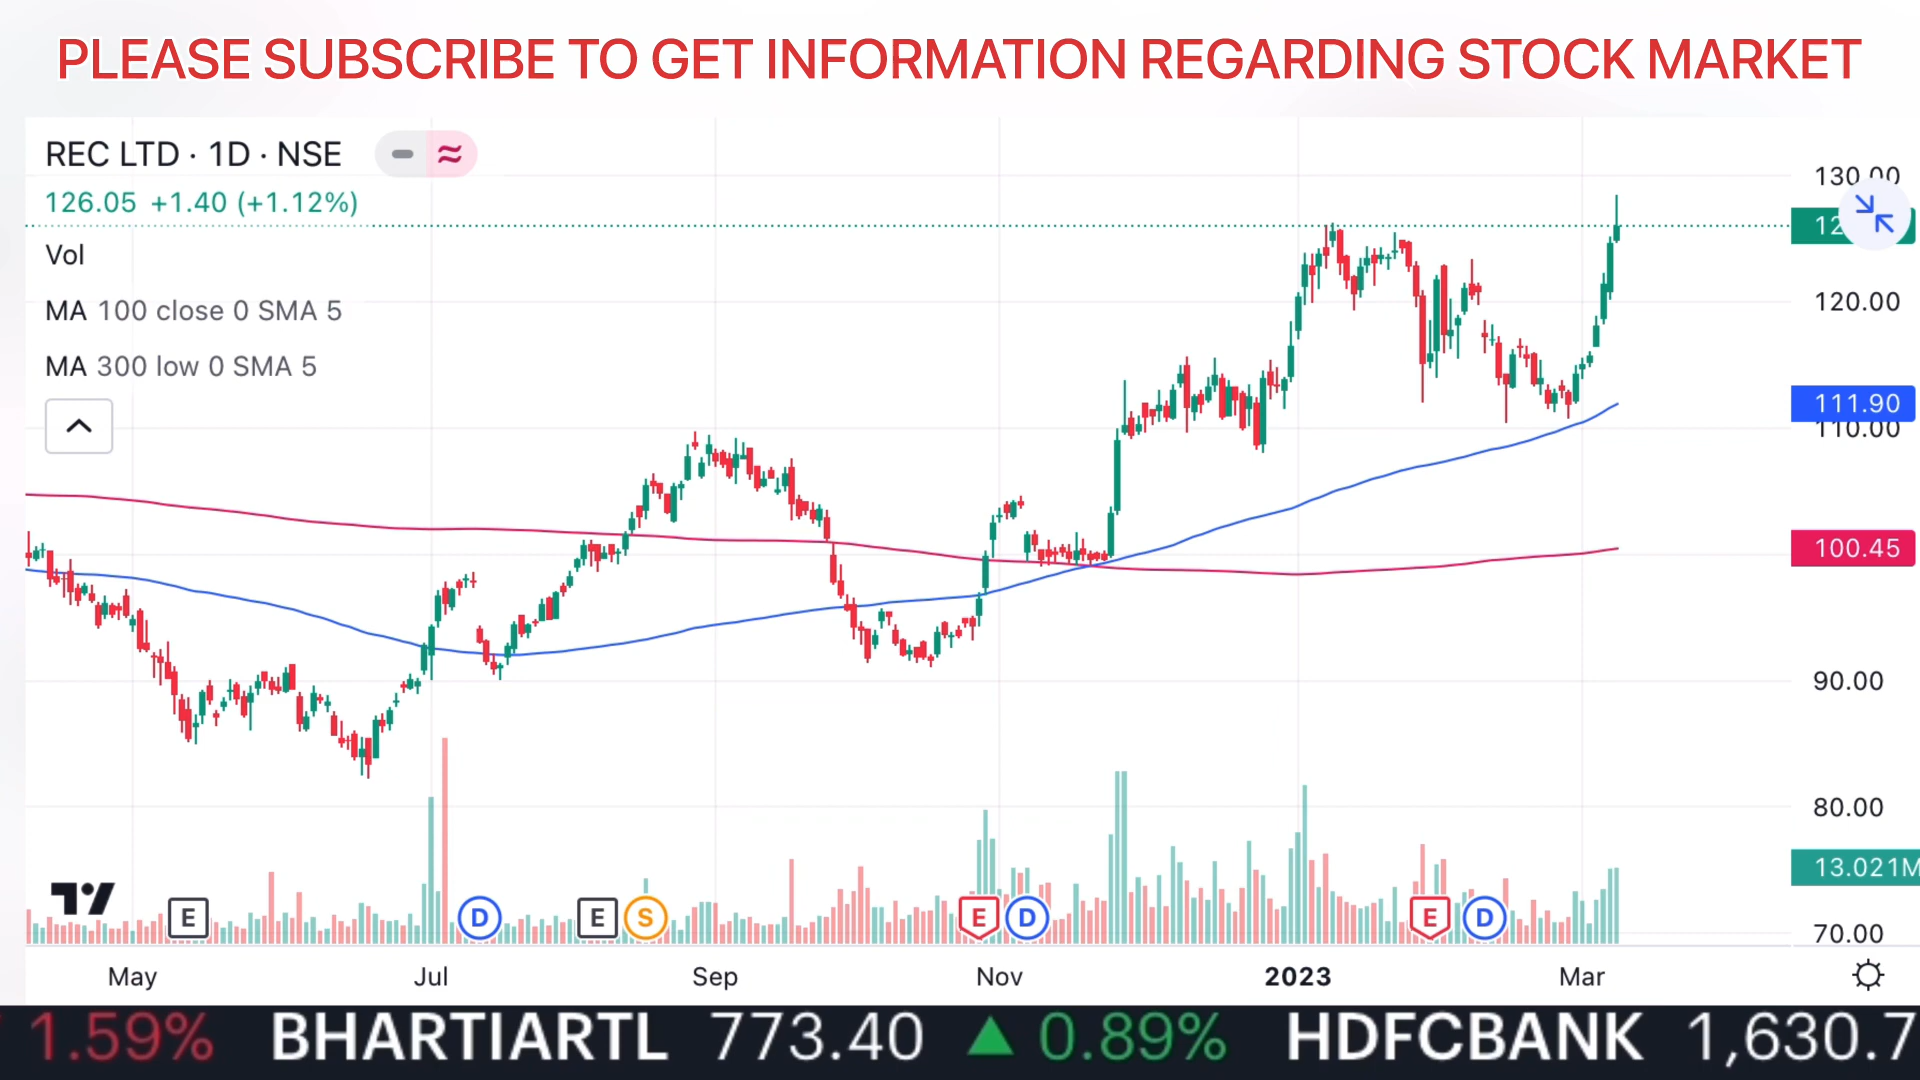 PLEASE SUBSCRIBE TO GET INFORMATION REGARDING STOCK MARKET
REC LTD · 1D · NSE
126.05 +1.40 (+1.12%)
Vol
MA 100 close 0 SMA 5
MA 300 low 0 SMA 5
130.00
12
120.00
111.90
110.00
100.45
90.00
80.00
13.021M
70.00
E D E S E D E D
May Jul Sep Nov 2023 Mar
1.59% BHARTIARTL 773.40 ▲ 0.89% HDFCBANK 1,630.7